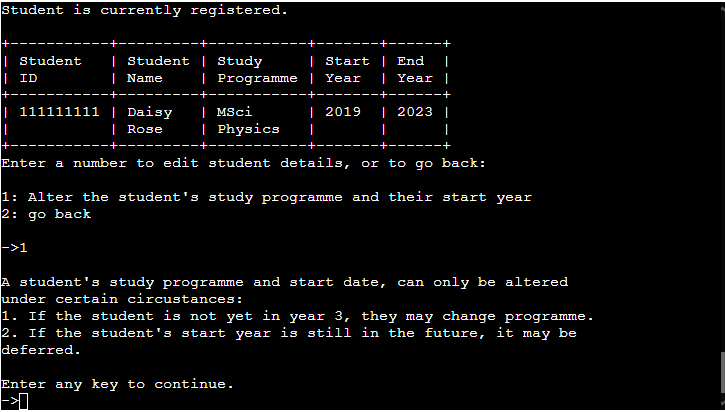 Student is currently registered.
+-----------+---------+-----------+-------+------+
| Student | Student | Study | Start | End |
| ID | Name | Programme | Year | Year |
+-----------+---------+-----------+-------+------+
| 111111111 | Daisy | MSci | 2019 | 2023 |
| | Rose | Physics | | |
+-----------+---------+-----------+-------+------+
Enter a number to edit student details, or to go back:
1: Alter the student's study programme and their start year
2: go back
->1
A student's study programme and start date, can only be altered
under certain circustances:
1. If the student is not yet in year 3, they may change programme.
2. If the student's start year is still in the future, it may be
deferred.
Enter any key to continue.
->